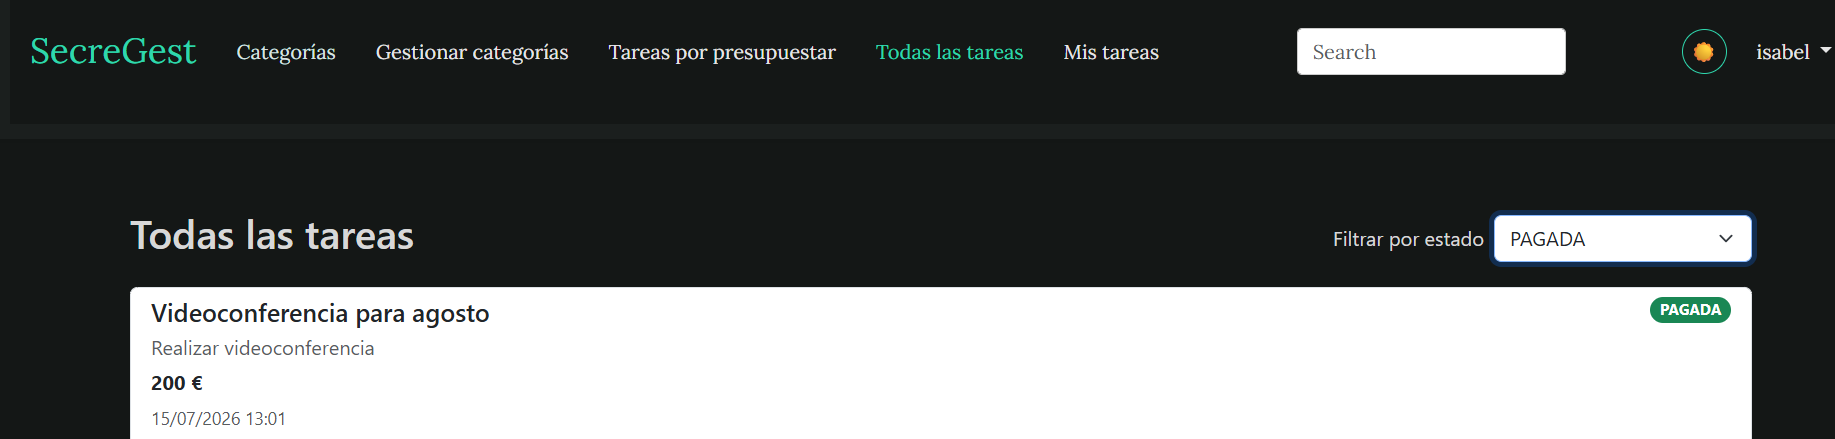 SecreGest Categorías Gestionar categorías Tareas por presupuestar Todas las tareas Mis tareas Search isabel
Todas las tareas Filtrar por estado PAGADA
Videoconferencia para agosto PAGADA
Realizar videoconferencia
200 €
15/07/2026 13:01